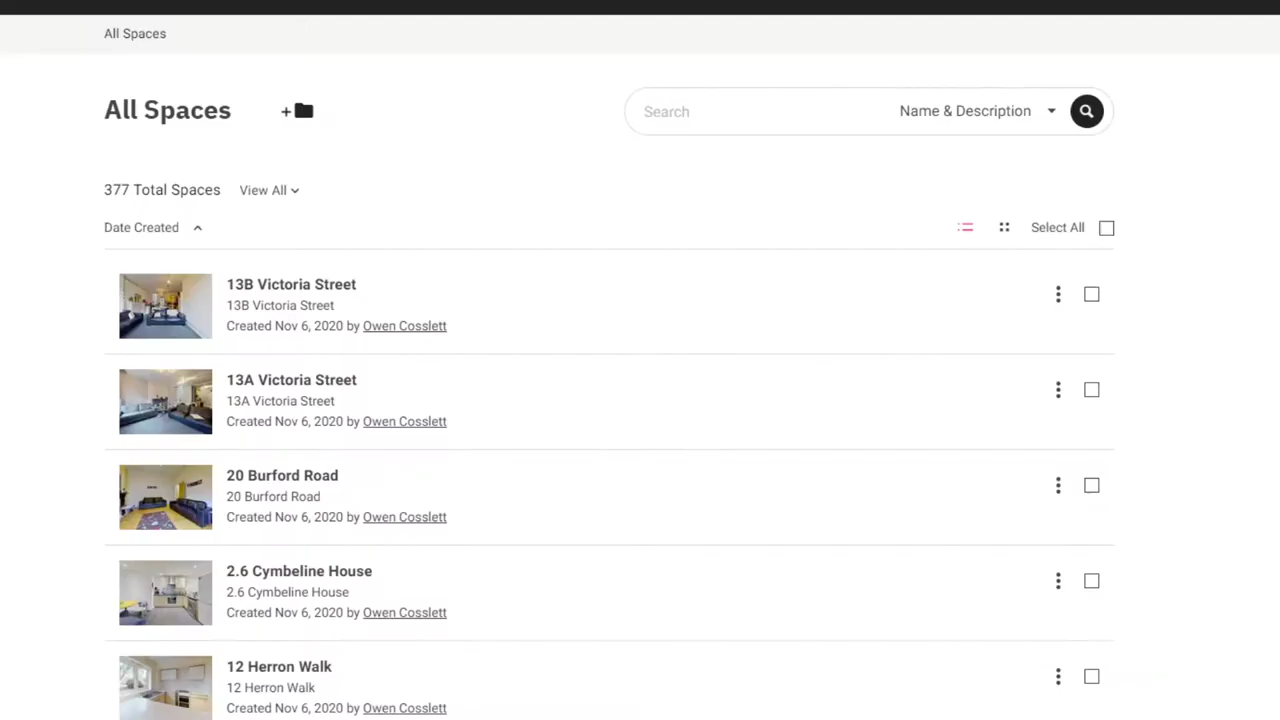 All Spaces
All Spaces
+
Search
Name & Description
377 Total Spaces
View All
Date Created
Select All
13B Victoria Street
13B Victoria Street
Created Nov 6, 2020 by Owen Cosslett
13A Victoria Street
13A Victoria Street
Created Nov 6, 2020 by Owen Cosslett
20 Burford Road
20 Burford Road
Created Nov 6, 2020 by Owen Cosslett
2.6 Cymbeline House
2.6 Cymbeline House
Created Nov 6, 2020 by Owen Cosslett
12 Herron Walk
12 Herron Walk
Created Nov 6, 2020 by Owen Cosslett